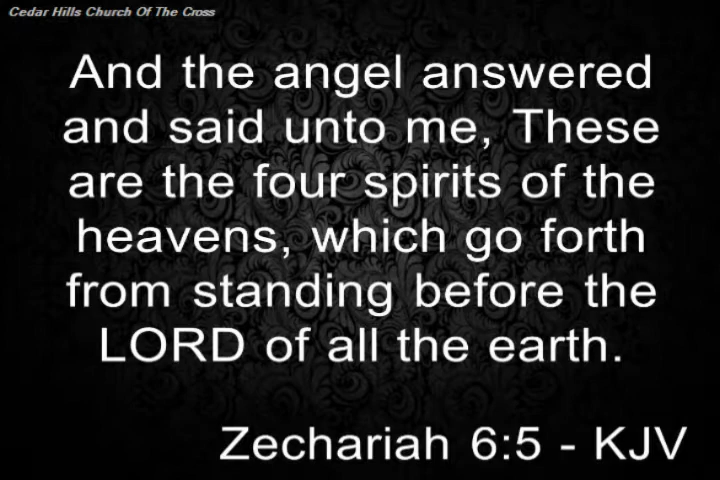 Cedar Hills Church Of The Cross
And the angel answered
and said unto me, These
are the four spirits of the
heavens, which go forth
from standing before the
LORD of all the earth.
Zechariah 6:5 - KJV